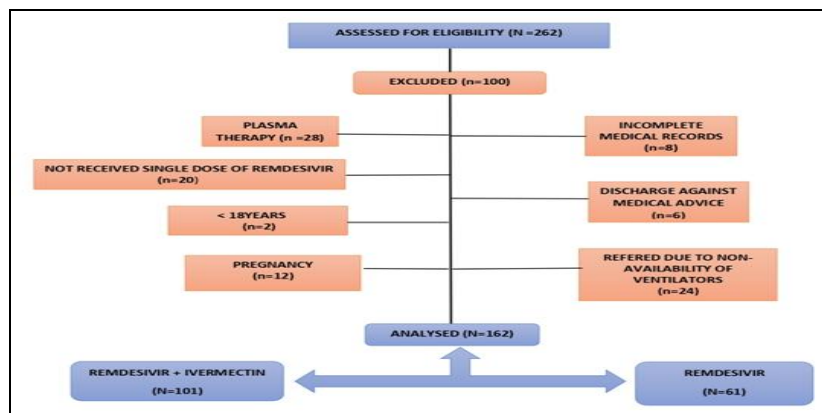 ASSESSED FOR ELIGIBILITY (N =262)
EXCLUDED (n=100)
PLASMA
THERAPY (n =28)
INCOMPLETE
MEDICAL RECORDS
(n=8)
NOT RECEIVED SINGLE DOSE OF REMDESIVIR
(n=20)
DISCHARGE AGAINST
MEDICAL ADVICE
(n=6)
< 18YEARS
(n=2)
PREGNANCY
(n=12)
REFERED DUE TO NON-
AVAILABILITY OF
VENTILATORS
(n=24)
ANALYSED (N=162)
REMDESIVIR + IVERMECTIN
(N=101)
REMDESIVIR
(N=61)